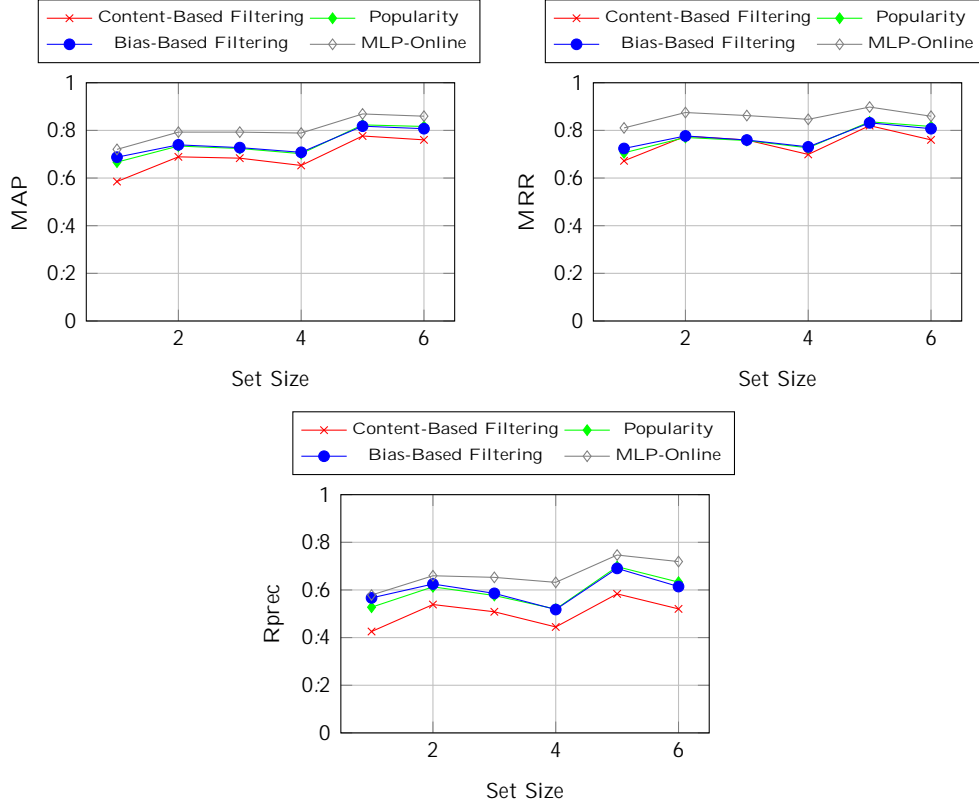 Content-Based Filtering Popularity
Bias-Based Filtering MLP-Online
1
0.8
0.6
0.4
0.2
0
MAP
2 4 6
Set Size
Content-Based Filtering Popularity
Bias-Based Filtering MLP-Online
1
0.8
0.6
0.4
0.2
0
MRR
2 4 6
Set Size
Content-Based Filtering Popularity
Bias-Based Filtering MLP-Online
1
0.8
0.6
0.4
0.2
0
Rprec
2 4 6
Set Size